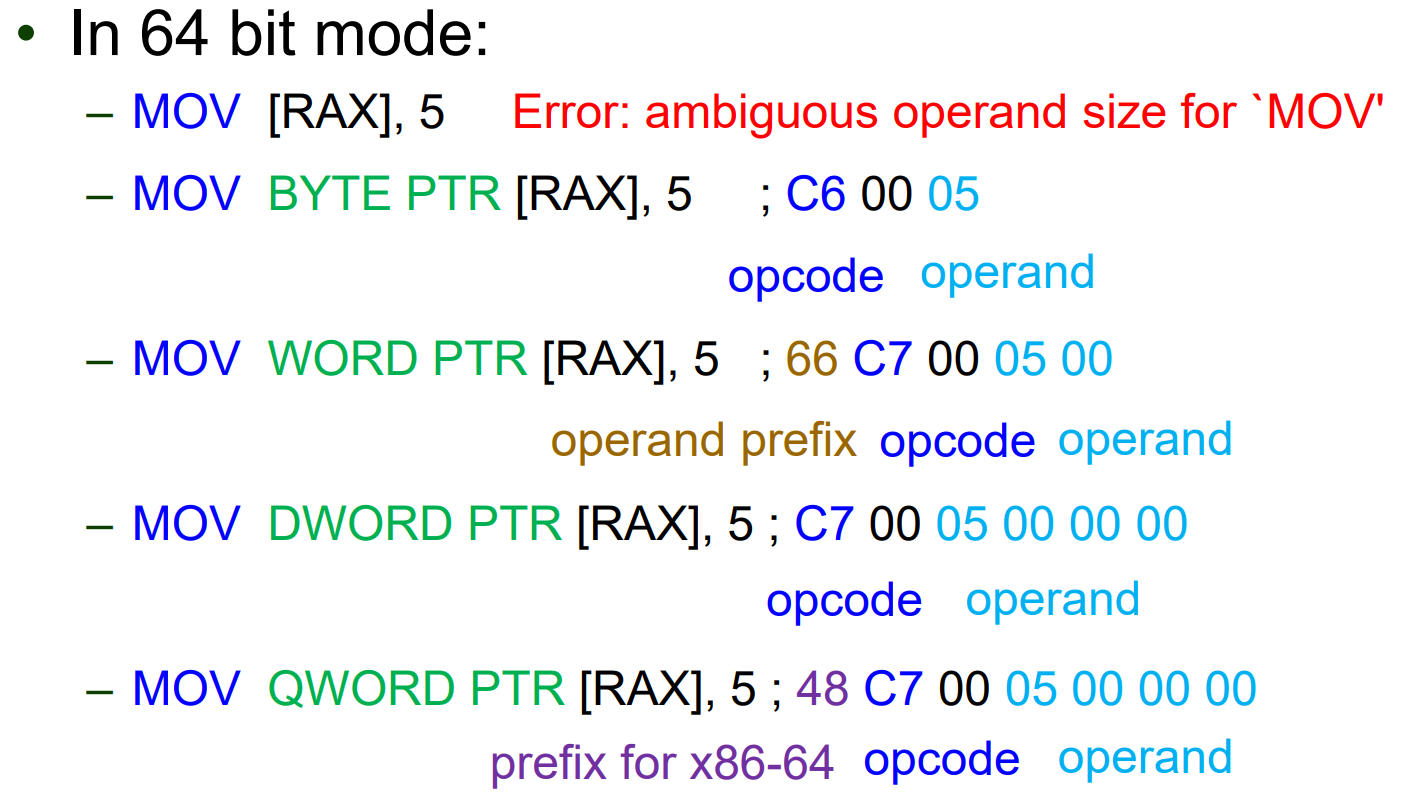 • In 64 bit mode:
– MOV [RAX], 5 Error: ambiguous operand size for `MOV'
– MOV BYTE PTR [RAX], 5 ; C6 00 05
opcode operand
– MOV WORD PTR [RAX], 5 ; 66 C7 00 05 00
operand prefix opcode operand
– MOV DWORD PTR [RAX], 5 ; C7 00 05 00 00 00
opcode operand
– MOV QWORD PTR [RAX], 5 ; 48 C7 00 05 00 00 00
prefix for x86-64 opcode operand